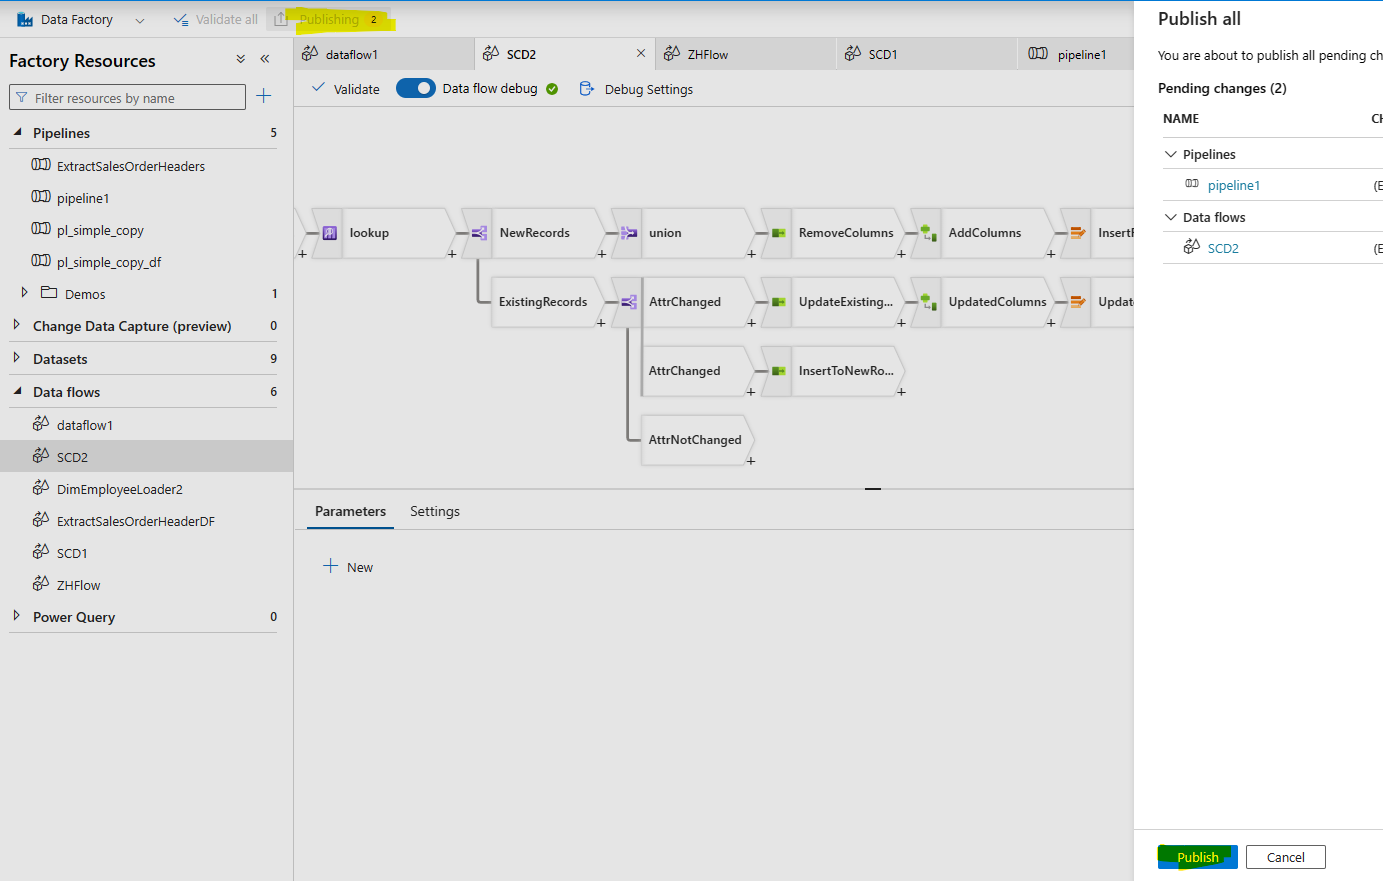 Data Factory
Validate all
Publishing 2
Factory Resources
Filter resources by name
Pipelines 5
ExtractSalesOrderHeaders
pipeline1
pl_simple_copy
pl_simple_copy_df
Demos 1
Change Data Capture (preview) 0
Datasets 9
Data flows 6
dataflow1
SCD2
DimEmployeeLoader2
ExtractSalesOrderHeaderDF
SCD1
ZHFlow
Power Query 0
dataflow1
SCD2
ZHFlow
SCD1
pipeline1
Validate
Data flow debug
Debug Settings
lookup
NewRecords
union
RemoveColumns
AddColumns
InsertR
ExistingRecords
AttrChanged
UpdateExisting...
UpdatedColumns
Update
AttrChanged
InsertToNewRo...
AttrNotChanged
Parameters
Settings
New
Publish all
You are about to publish all pending ch
Pending changes (2)
NAME CH
Pipelines
pipeline1 (E
Data flows
SCD2 (E
Publish
Cancel